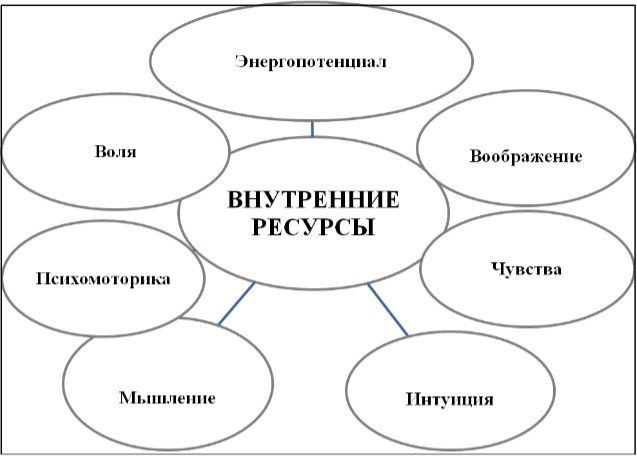 Энергопотенциал
Воля
Воображение
ВНУТРЕННИЕ
РЕСУРСЫ
Психомоторика
Чувства
Мышление
Интуиция